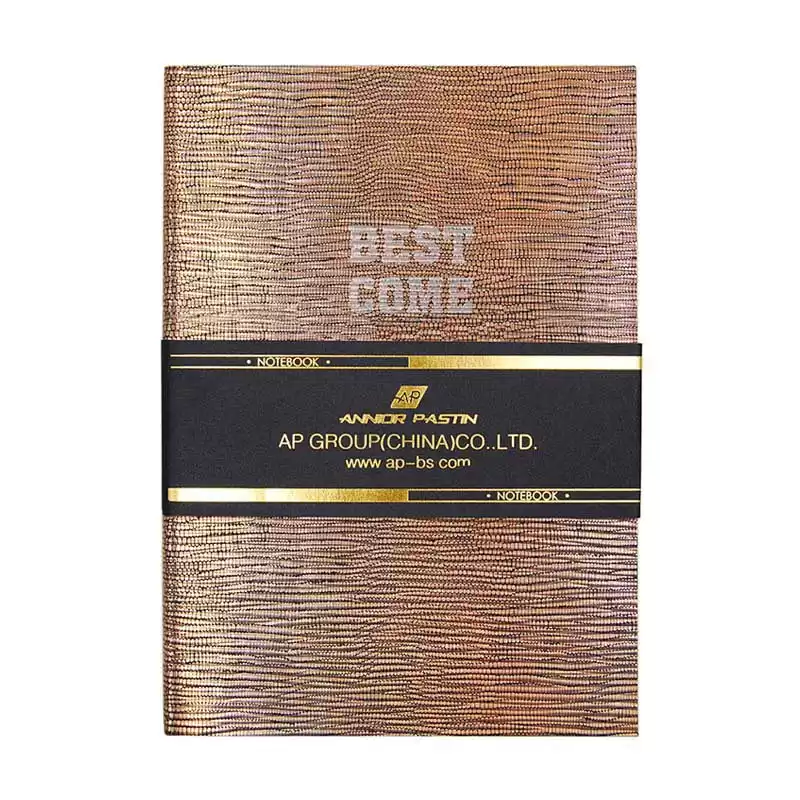 BEST
COME
• NOTEBOOK •
AP
ANNIOR PASTIN
AP GROUP(CHINA)CO..LTD.
www ap-bs com
• NOTEBOOK •